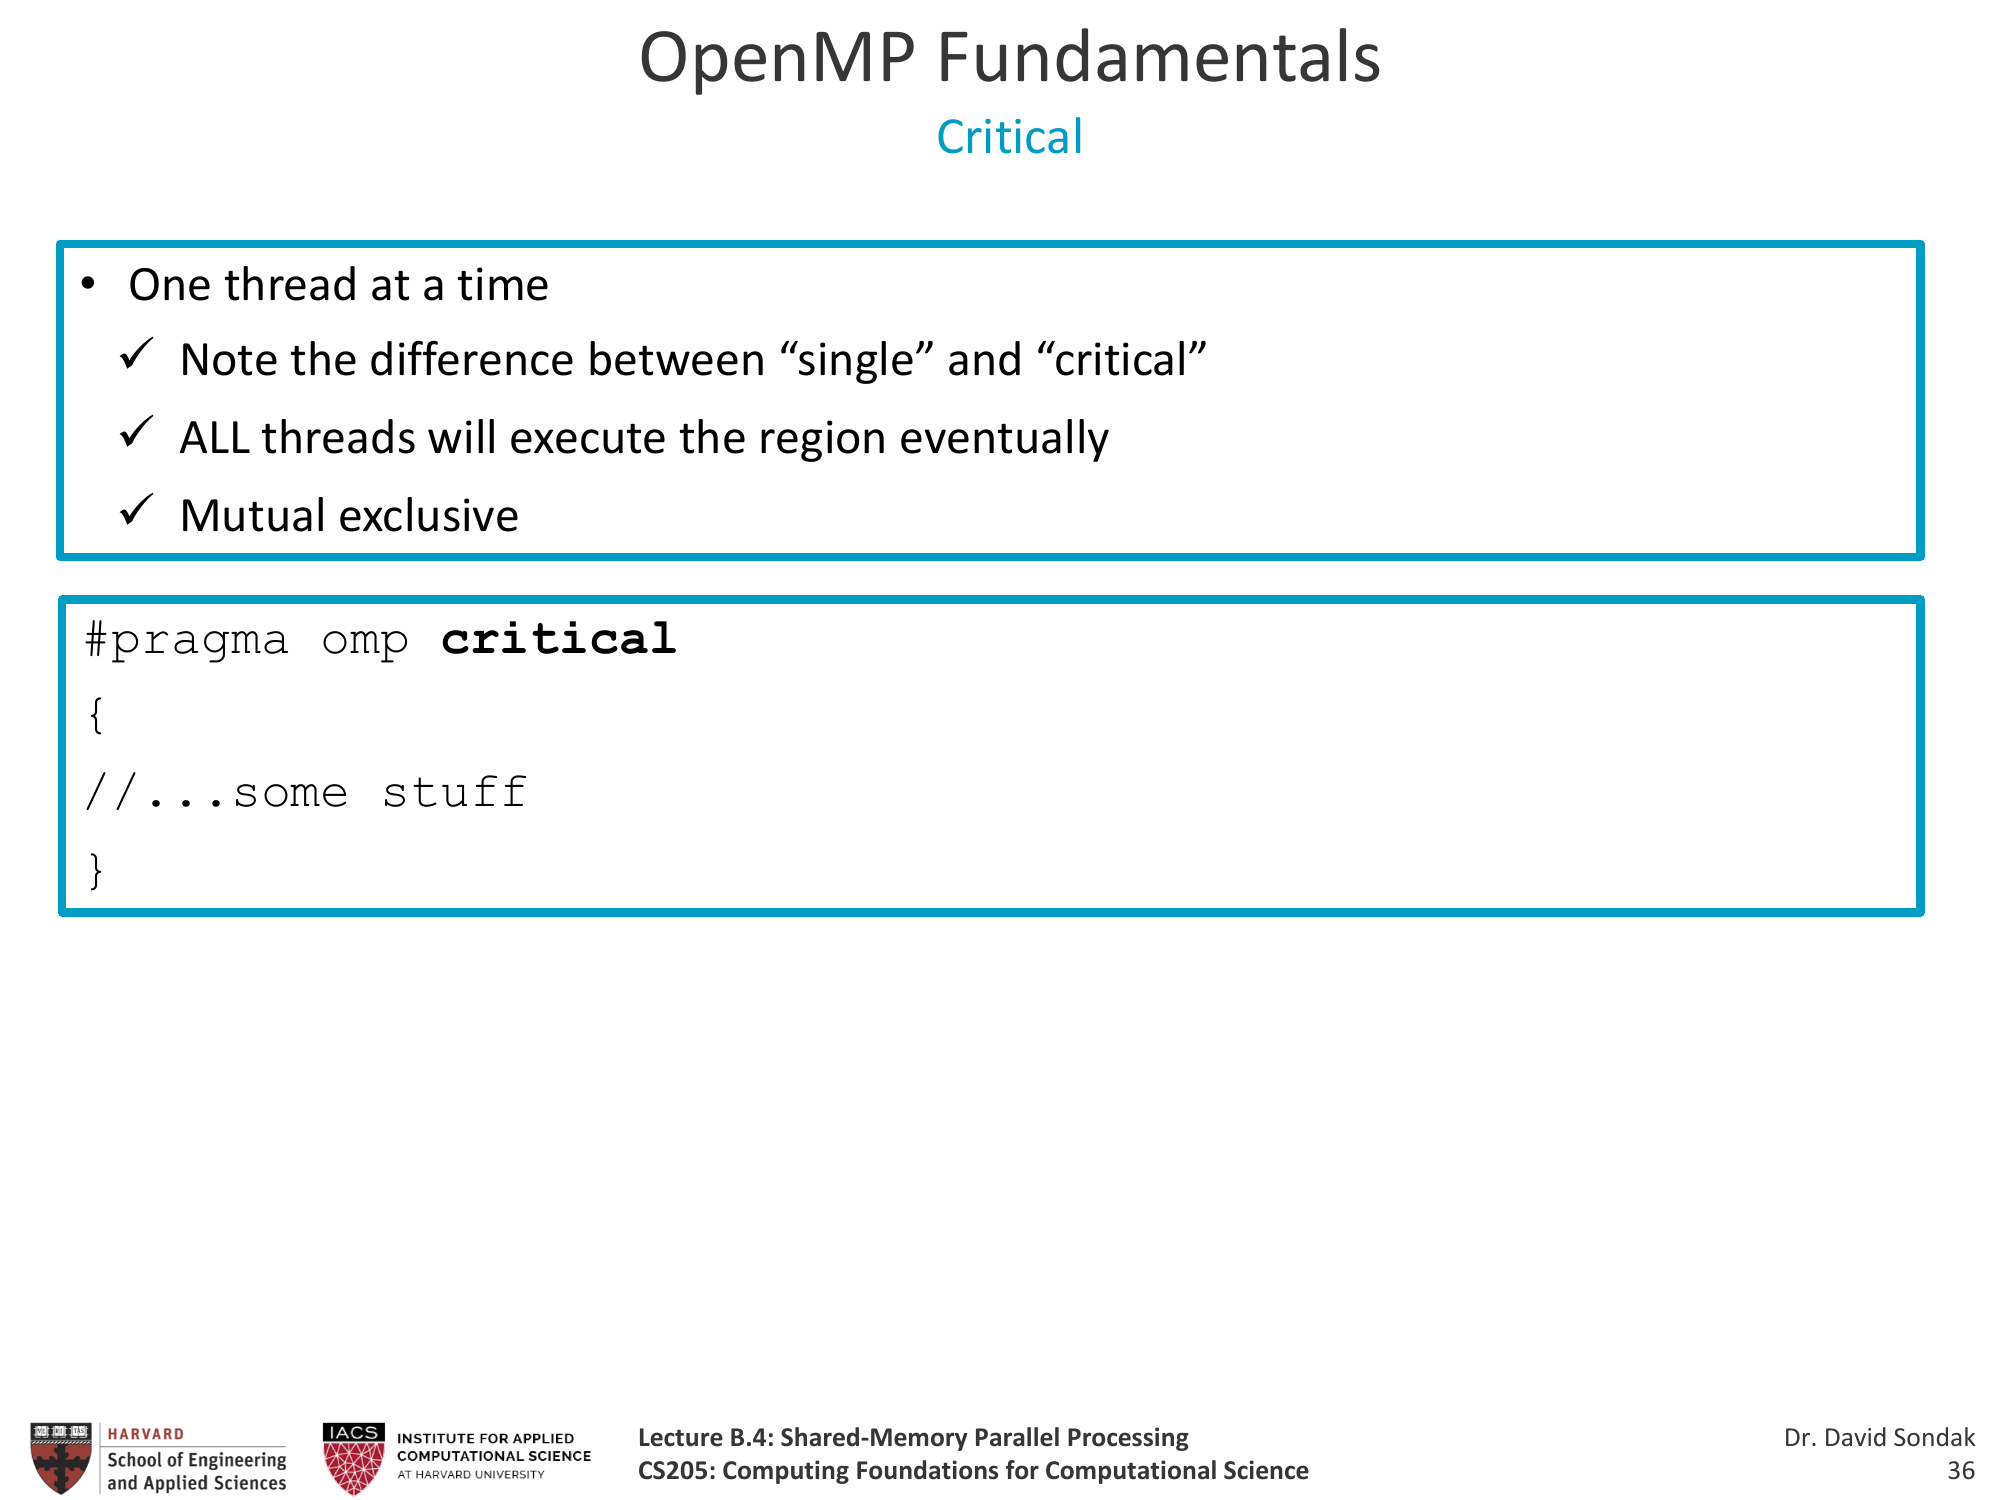 OpenMP Fundamentals
Critical
• One thread at a time
✓ Note the difference between “single” and “critical”
✓ ALL threads will execute the region eventually
✓ Mutual exclusive
#pragma omp critical
{
//...some stuff
}
HARVARD
School of Engineering
and Applied Sciences
IACS
INSTITUTE FOR APPLIED
COMPUTATIONAL SCIENCE
AT HARVARD UNIVERSITY
Lecture B.4: Shared-Memory Parallel Processing
CS205: Computing Foundations for Computational Science
Dr. David Sondak
36